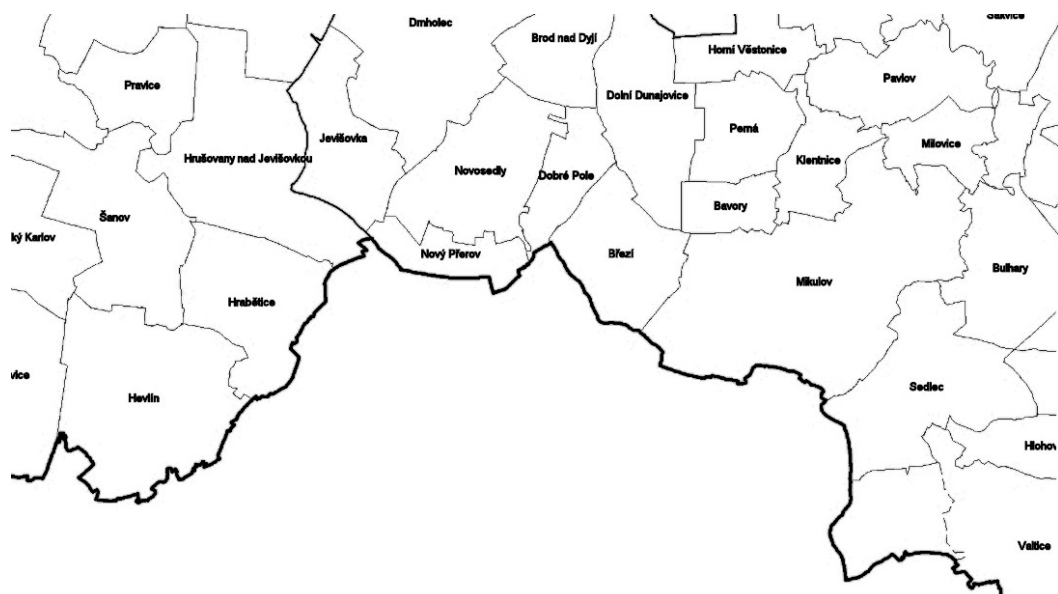 Sakvice
Drnholec
Brod nad Dyjí
Horní Věstonice
Pavlov
Pravice
Dolní Dunajovice
Perná
Milovice
Jevišovka
Hrušovany nad Jevišovkou
Klentnice
Novosedly
Dobré Pole
Bavory
Šanov
ký Karlov
Nový Přerov
Březí
Bulhary
Mikulov
Hrabětice
vice
Sedlec
Hevlín
Hlohov
Valtice